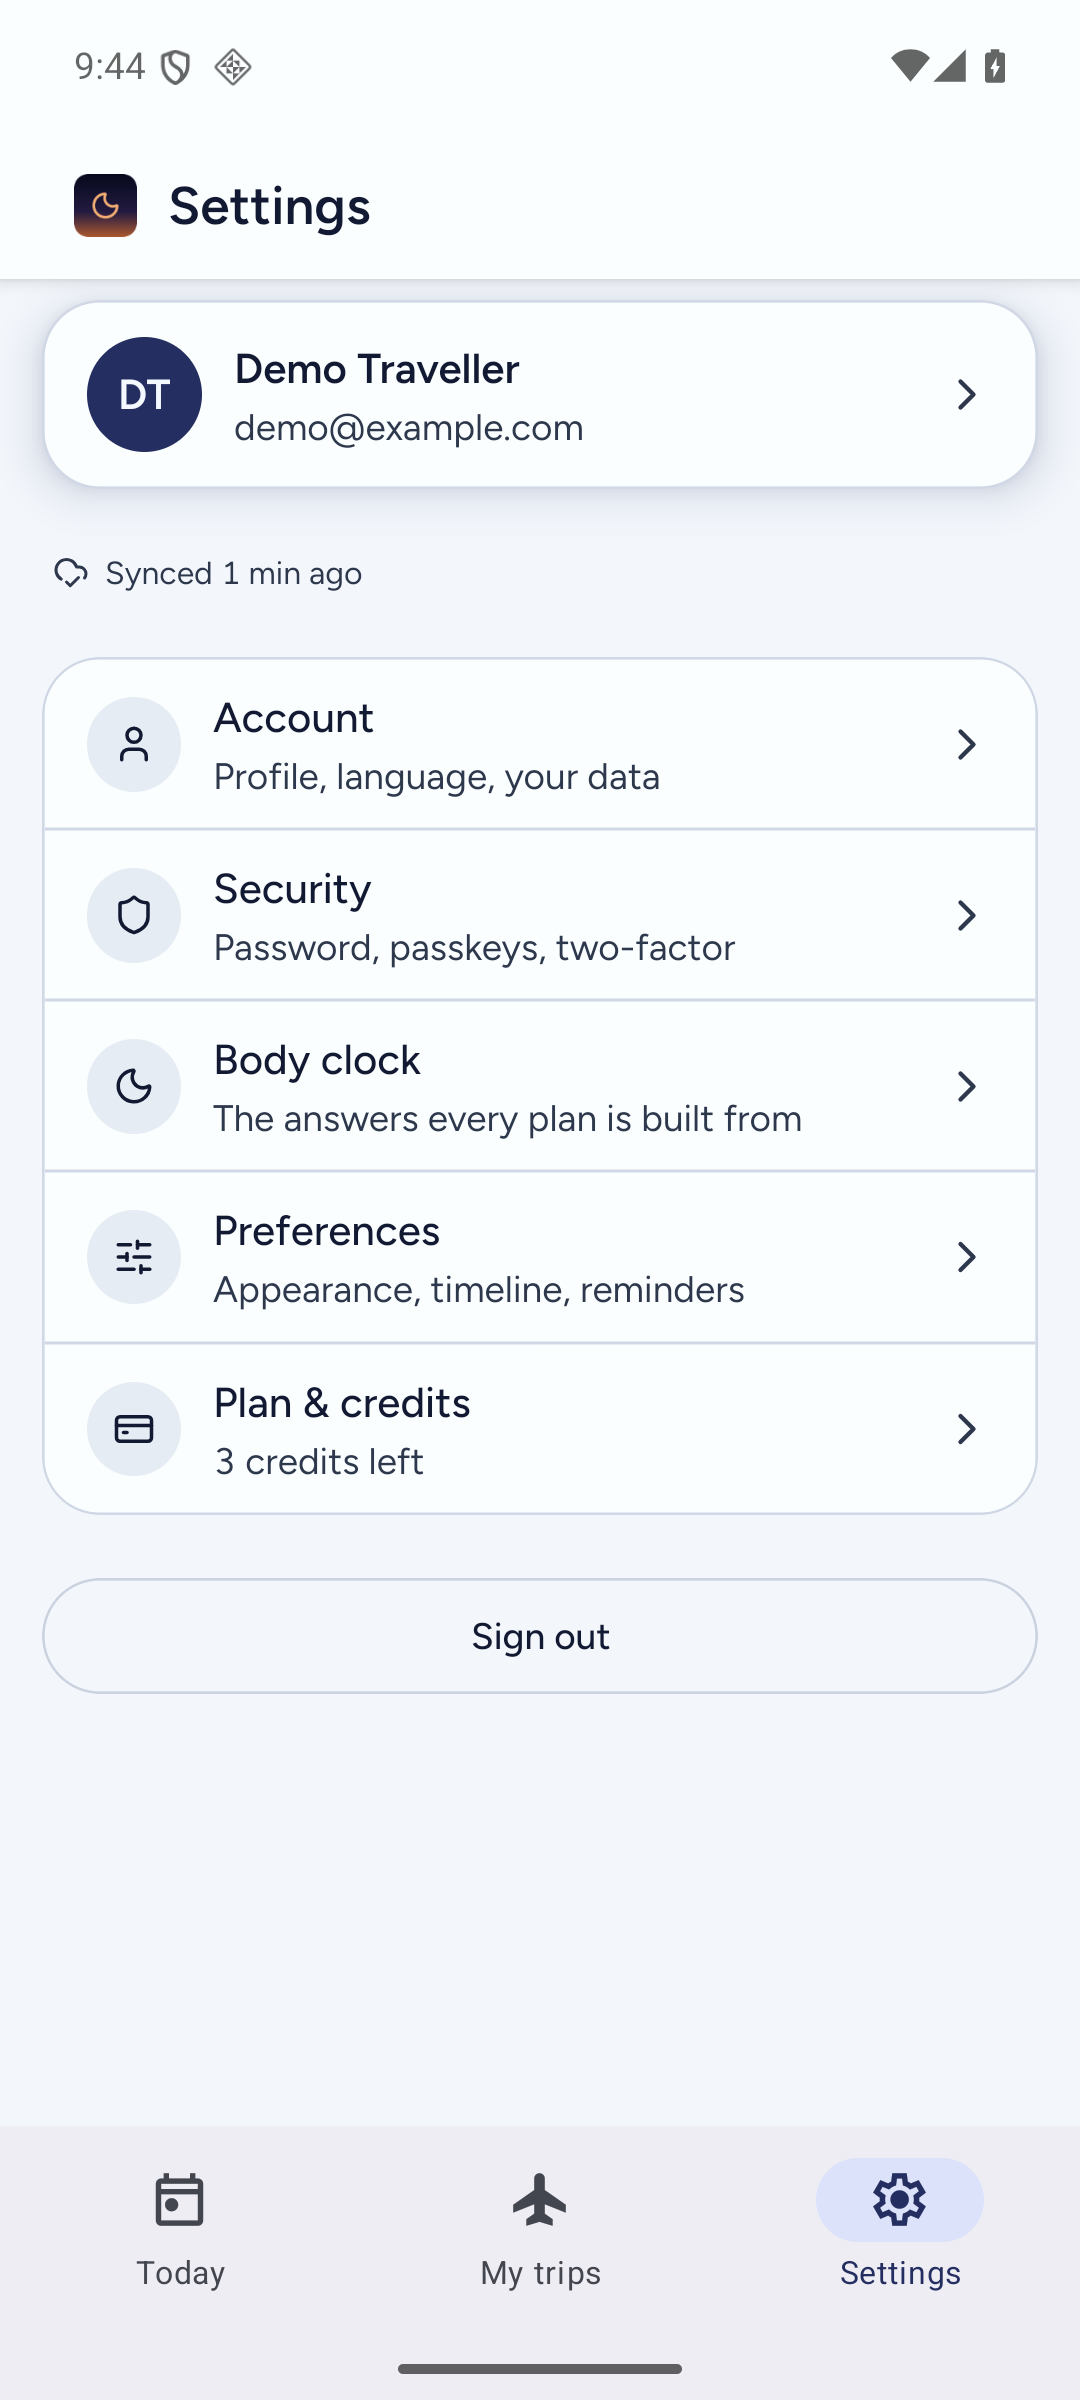 9:44
Settings
DT
Demo Traveller
demo@example.com
Synced 1 min ago
Account
Profile, language, your data
Security
Password, passkeys, two-factor
Body clock
The answers every plan is built from
Preferences
Appearance, timeline, reminders
Plan & credits
3 credits left
Sign out
Today
My trips
Settings